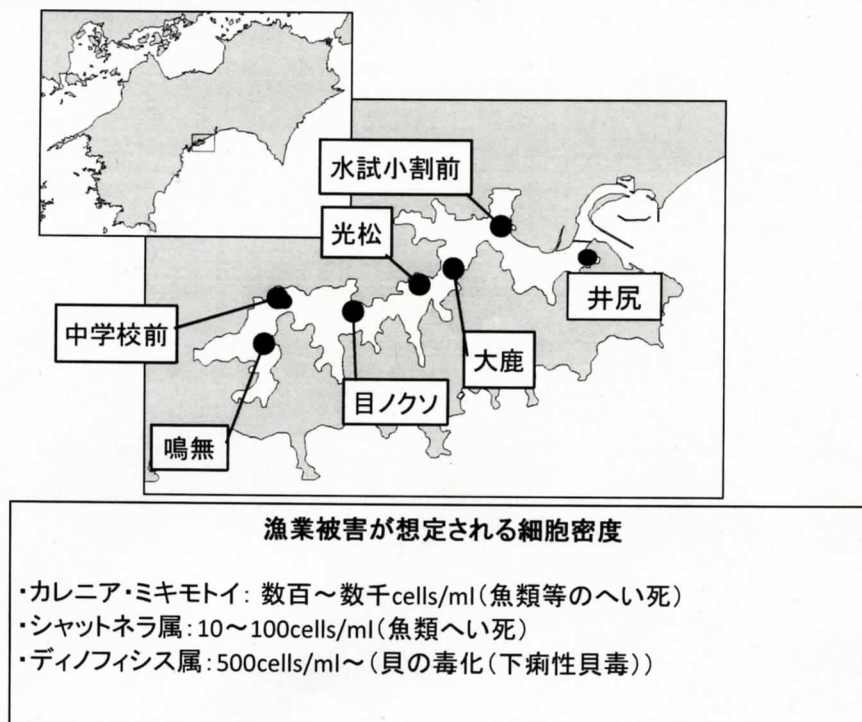 水試小割前
光松
井尻
中学校前
大鹿
目ノクソ
鳴無
漁業被害が想定される細胞密度
・カレニア・ミキモトイ: 数百～数千cells/ml(魚類等のへい死)
・シャットネラ属:10～100cells/ml(魚類へい死)
・ディノフィシス属:500cells/ml～(貝の毒化(下痢性貝毒))